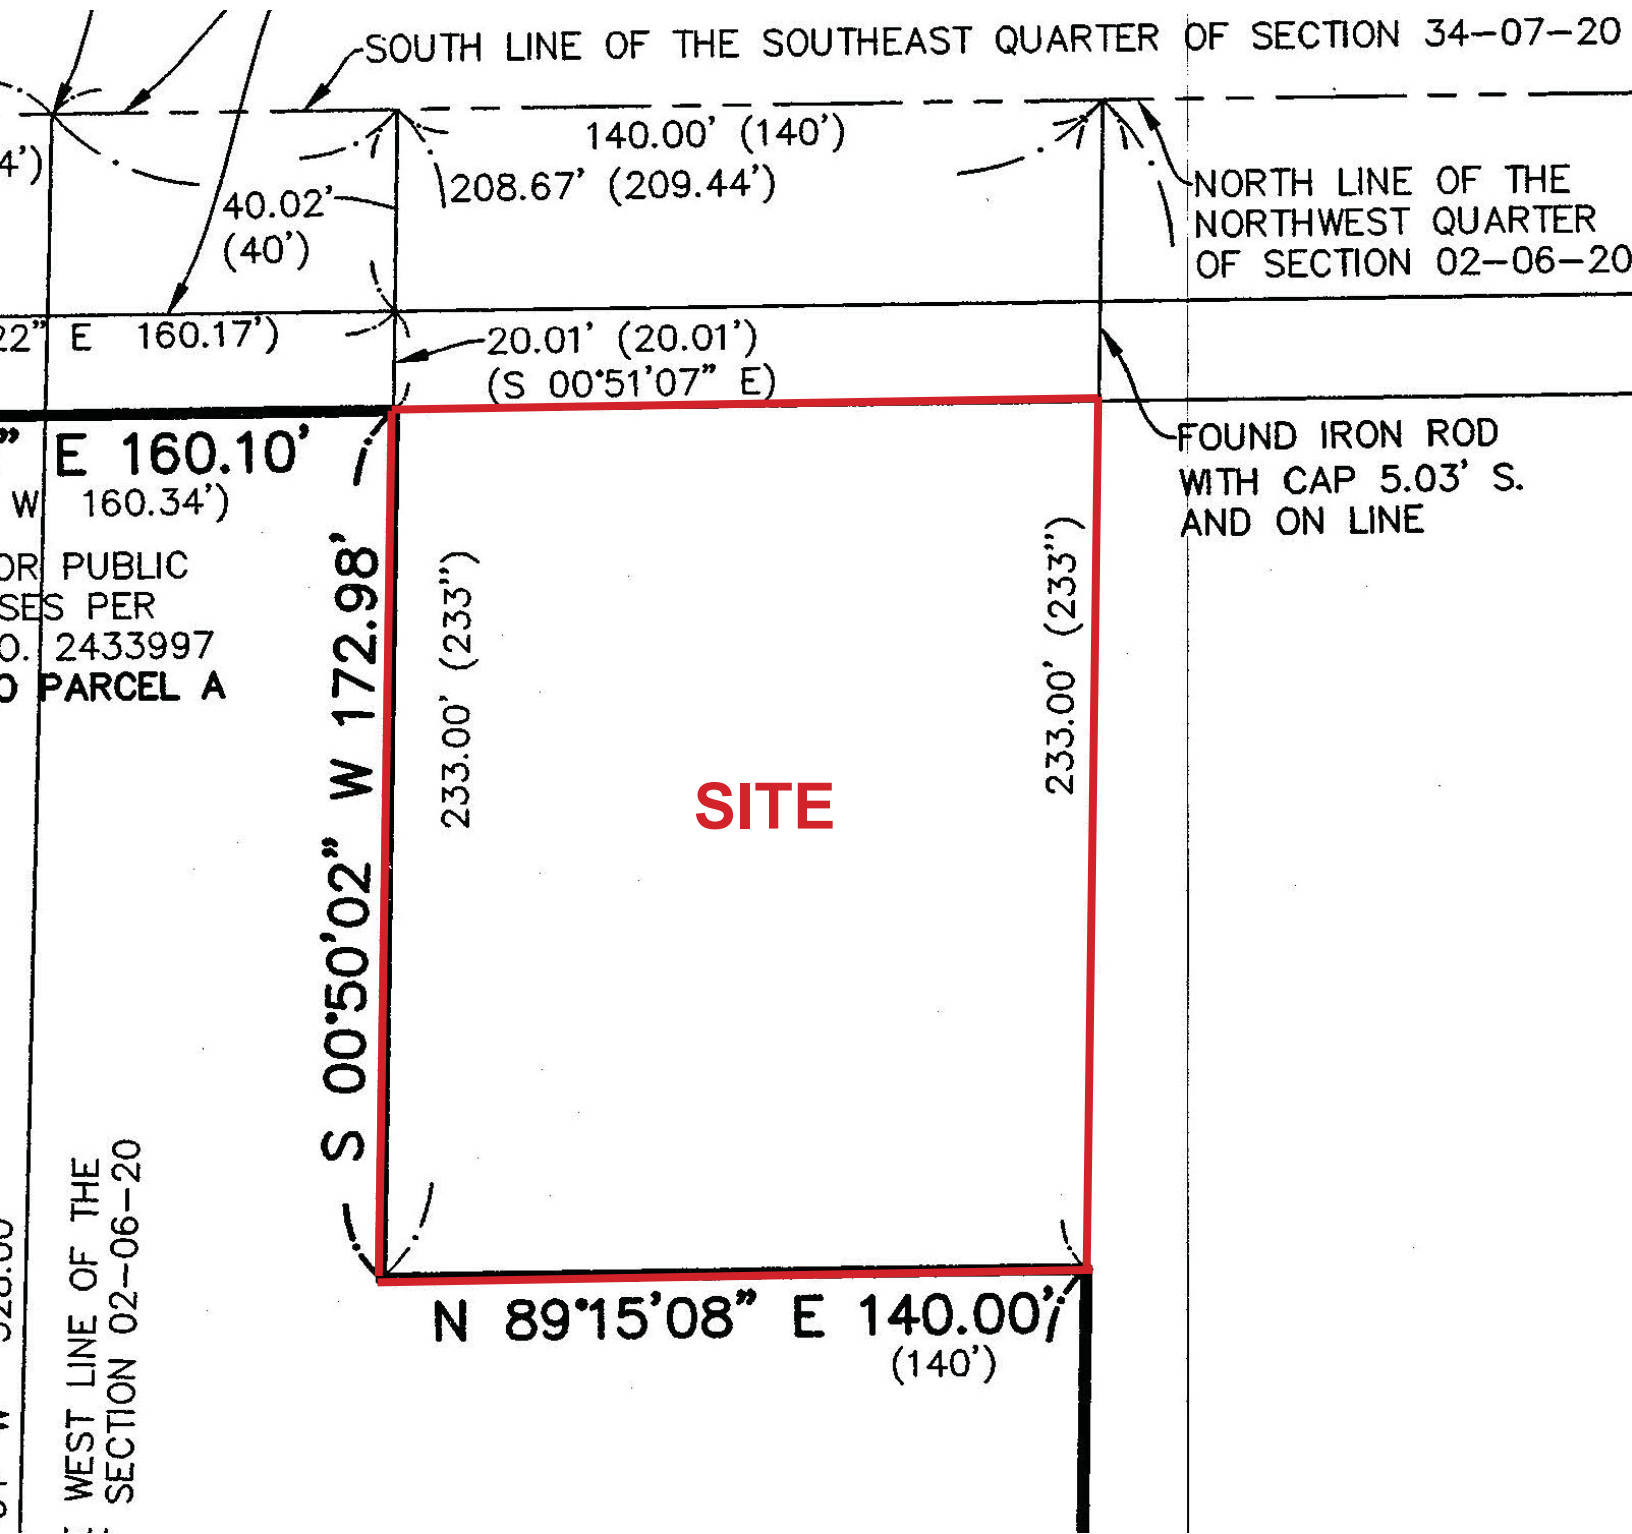 SOUTH LINE OF THE SOUTHEAST QUARTER OF SECTION 34-07-20
140.00' (140')
4')
208.67' (209.44')
40.02'
(40')
NORTH LINE OF THE
NORTHWEST QUARTER
OF SECTION 02-06-20
22" E 160.17')
20.01' (20.01')
(S 00°51'07" E)
" E 160.10'
W 160.34')
FOUND IRON ROD
WITH CAP 5.03' S.
AND ON LINE
OR PUBLIC
SES PER
O. 2433997
O PARCEL A
S 00°50'02" W 172.98'
233.00' (233")
233.00' (233")
SITE
N 89°15'08" E 140.00'
(140')
WEST LINE OF THE
SECTION 02-06-20